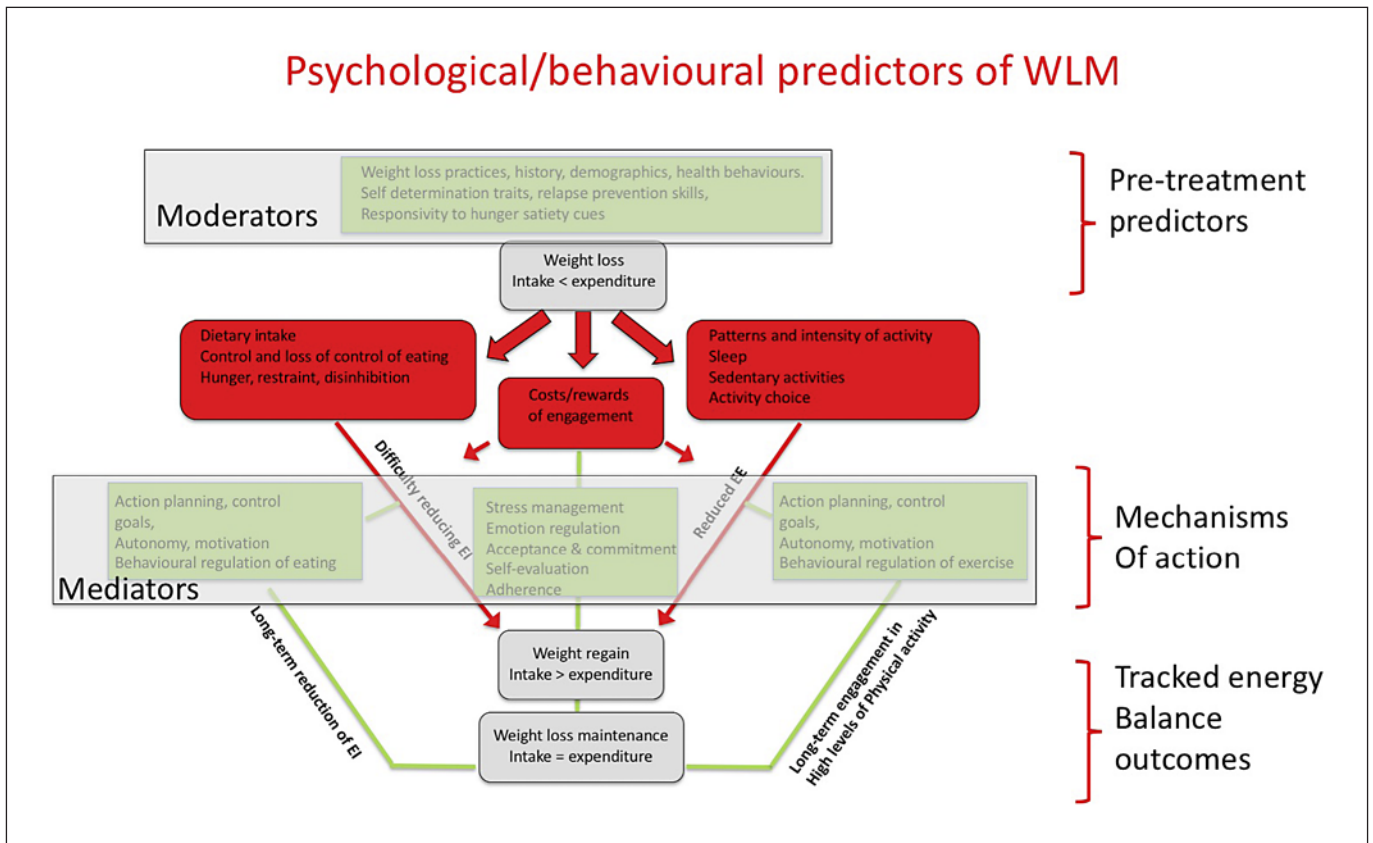 Psychological/behavioural predictors of WLM
Moderators
Weight loss practices, history, demographics, health behaviours.
Self determination traits, relapse prevention skills,
Responsivity to hunger satiety cues
Pre-treatment
predictors
Weight loss
Intake < expenditure
Dietary intake
Control and loss of control of eating
Hunger, restraint, disinhibition
Costs/rewards
of engagement
Patterns and intensity of activity
Sleep
Sedentary activities
Activity choice
Difficulty reducing EI
Reduced EE
Action planning, control
goals,
Autonomy, motivation
Behavioural regulation of eating
Mediators
Stress management
Emotion regulation
Acceptance & commitment
Self-evaluation
Adherence
Action planning, control
goals,
Autonomy, motivation
Behavioural regulation of exercise
Mechanisms
Of action
Long-term reduction of EI
Weight regain
Intake > expenditure
Weight loss maintenance
Intake = expenditure
Long-term engagement in
High levels of Physical activity
Tracked energy
Balance
outcomes